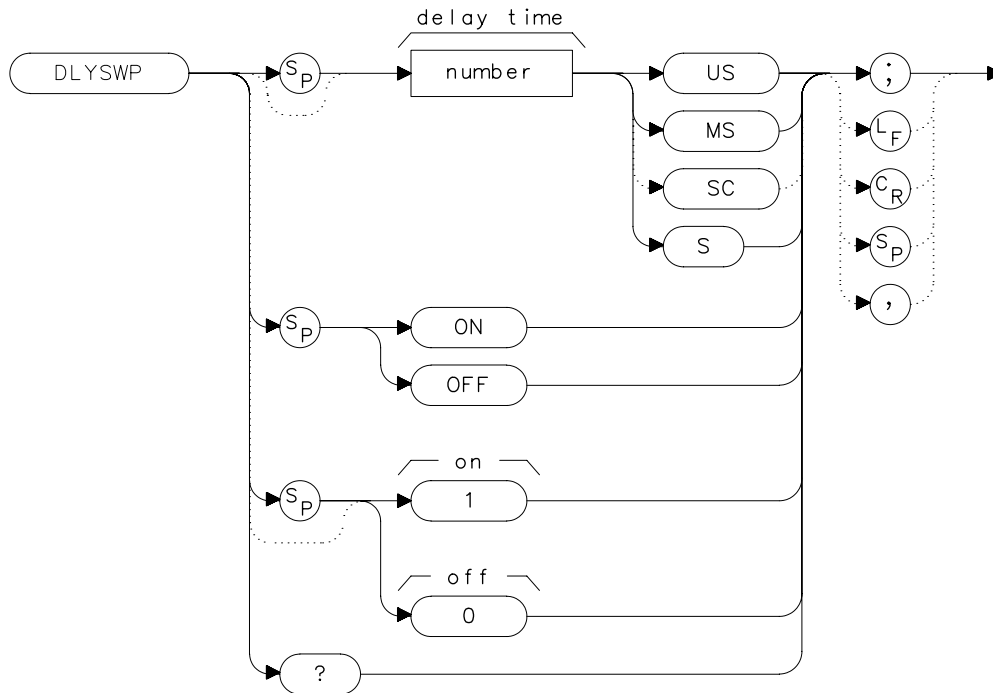 delay time
DLYSWP SP number US ;
MS LF
SC CR
S SP
,
SP ON
OFF
on
SP 1
off
0
?